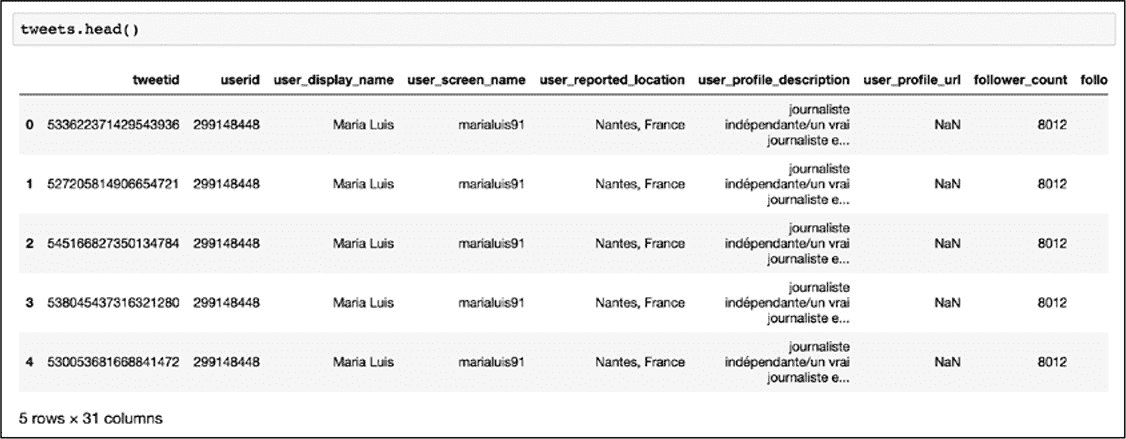 tweets.head()
tweetid userid user_display_name user_screen_name user_reported_location user_profile_description user_profile_url follower_count follo
0 533622371429543936 299148448 Maria Luis marialuis91 Nantes, France journaliste indépendante/un vrai journaliste e... NaN 8012
1 527205814906654721 299148448 Maria Luis marialuis91 Nantes, France journaliste indépendante/un vrai journaliste e... NaN 8012
2 545166827350134784 299148448 Maria Luis marialuis91 Nantes, France journaliste indépendante/un vrai journaliste e... NaN 8012
3 538045437316321280 299148448 Maria Luis marialuis91 Nantes, France journaliste indépendante/un vrai journaliste e... NaN 8012
4 530053681668841472 299148448 Maria Luis marialuis91 Nantes, France journaliste indépendante/un vrai journaliste e... NaN 8012
5 rows × 31 columns